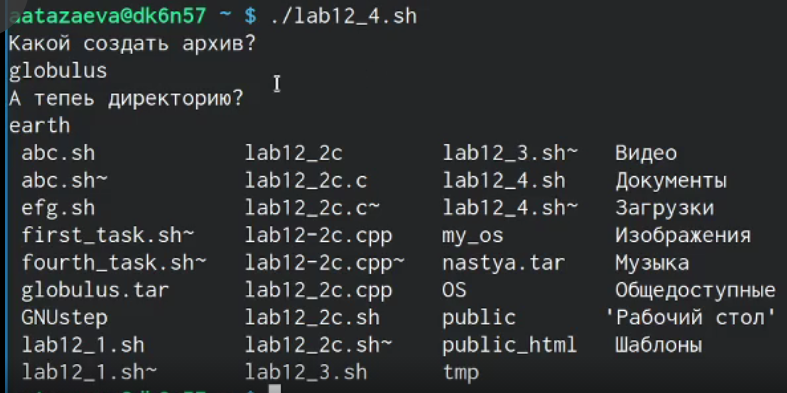 aatazaeva@dk6n57 ~ $ ./lab12_4.sh
Какой создать архив?
globulus
А тепеь директорию?
earth
abc.sh lab12_2c lab12_3.sh~ Видео
abc.sh~ lab12_2c.c lab12_4.sh Документы
efg.sh lab12_2c.c~ lab12_4.sh~ Загрузки
first_task.sh~ lab12-2c.cpp my_os Изображения
fourth_task.sh~ lab12-2c.cpp~ nastya.tar Музыка
globulus.tar lab12_2c.cpp OS Общедоступные
GNUstep lab12_2c.sh public 'Рабочий стол'
lab12_1.sh lab12_2c.sh~ public_html Шаблоны
lab12_1.sh~ lab12_3.sh tmp